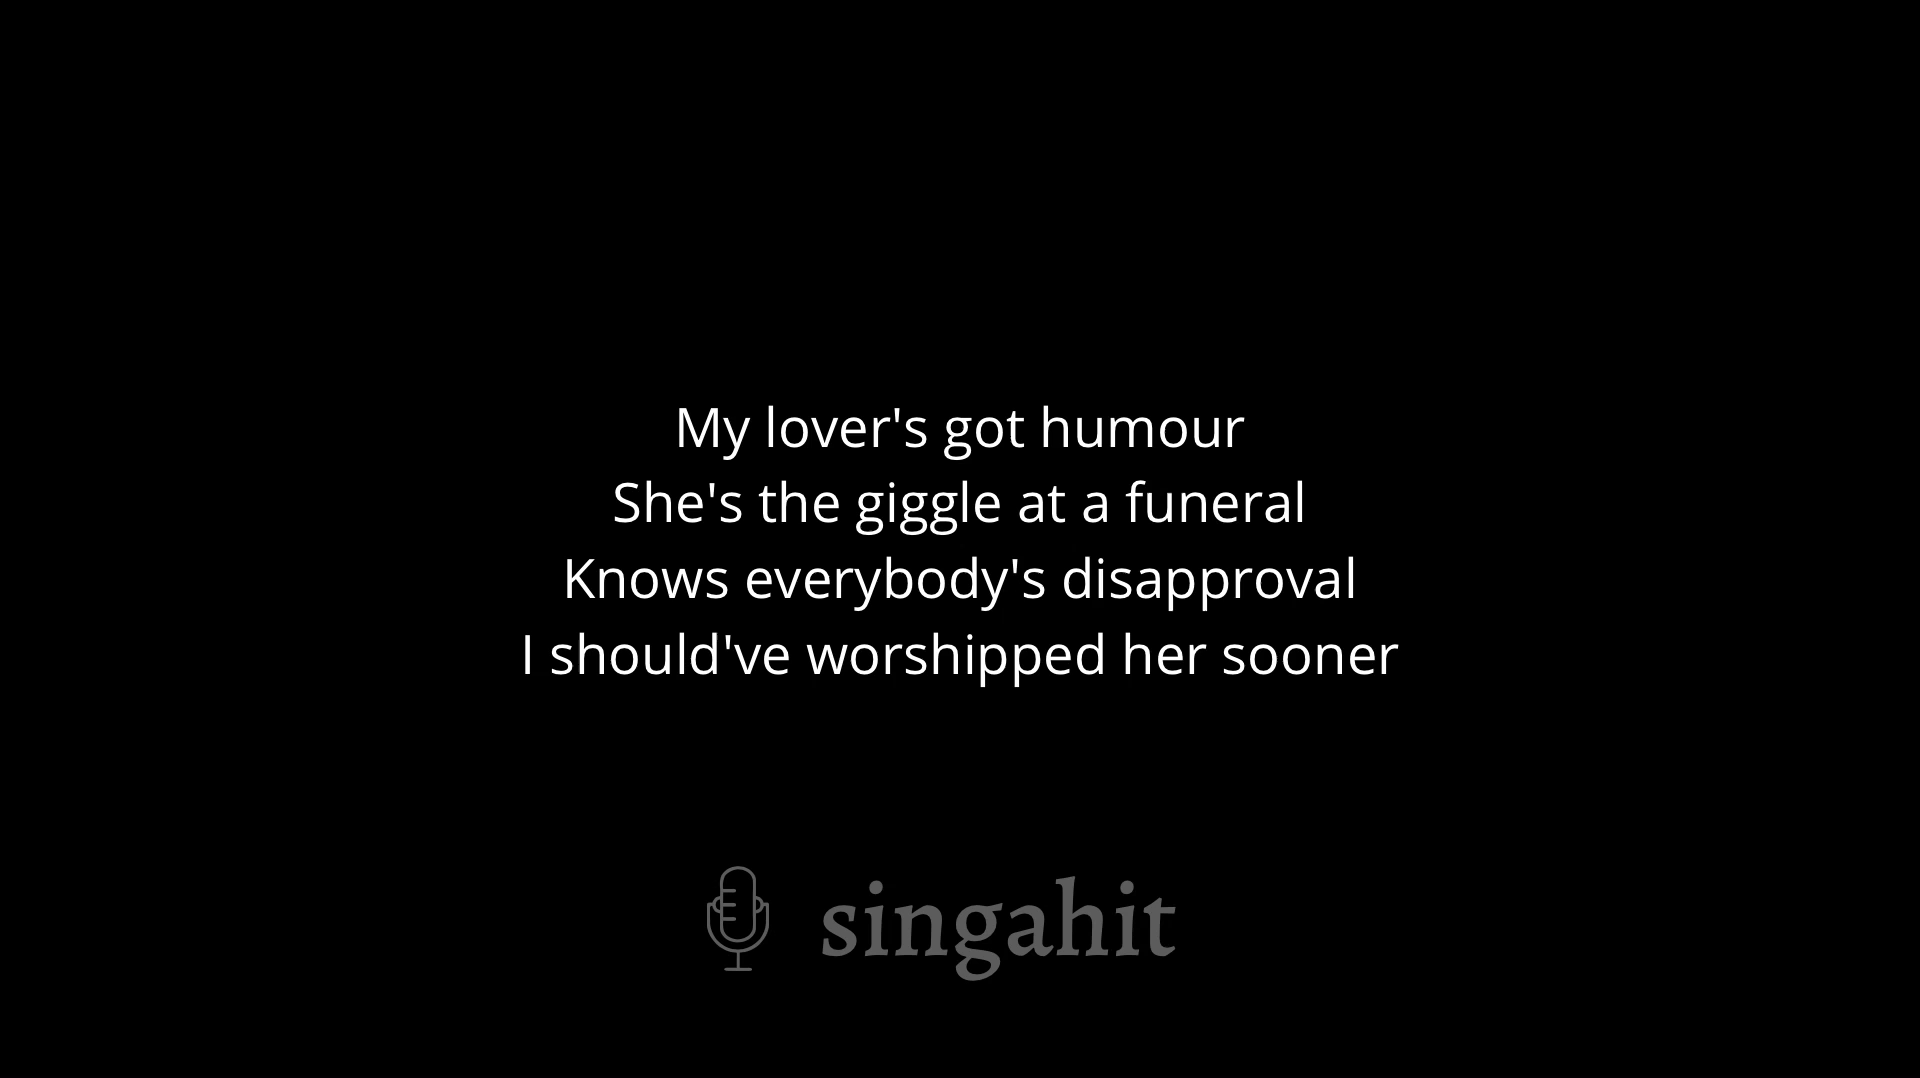 My lover's got humour
She's the giggle at a funeral
Knows everybody's disapproval
I should've worshipped her sooner
singahit